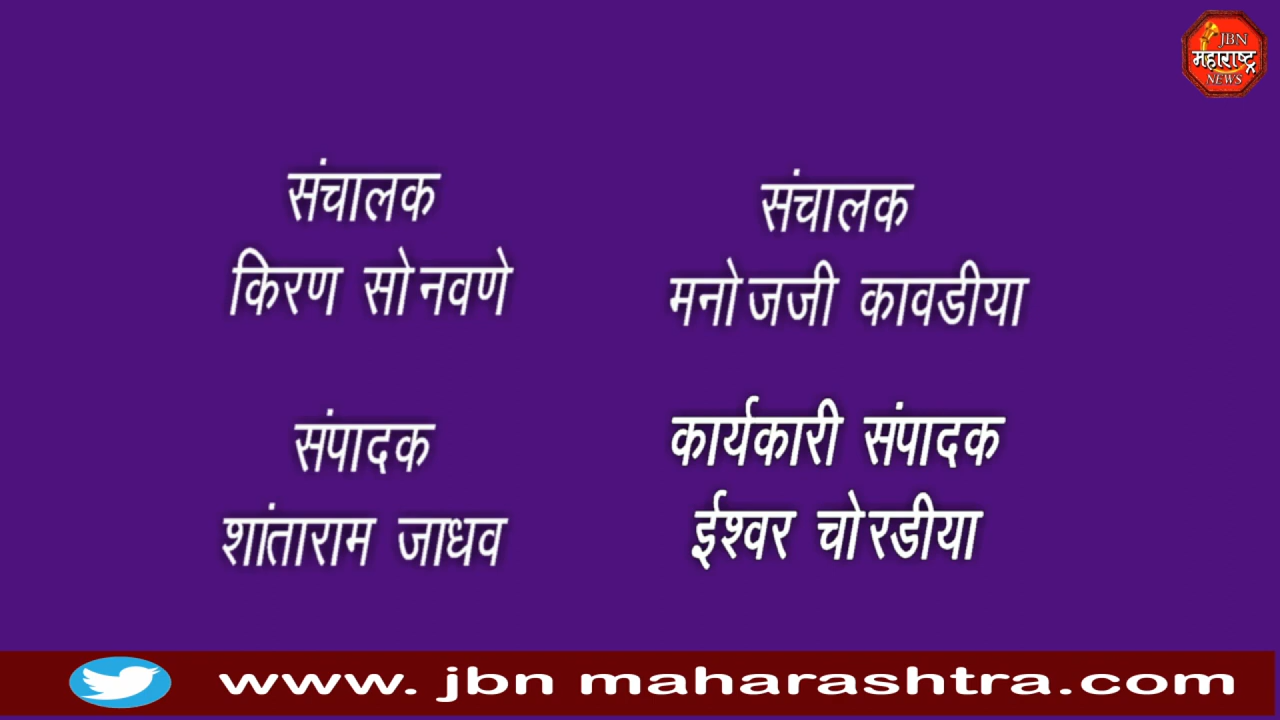 JBN
महाराष्ट्र
NEWS
संचालक
किरण सोनवणे
संचालक
मनोजजी कावडीया
संपादक
शांताराम जाधव
कार्यकारी संपादक
ईश्वर चोरडीया
www. jbn maharashtra.com